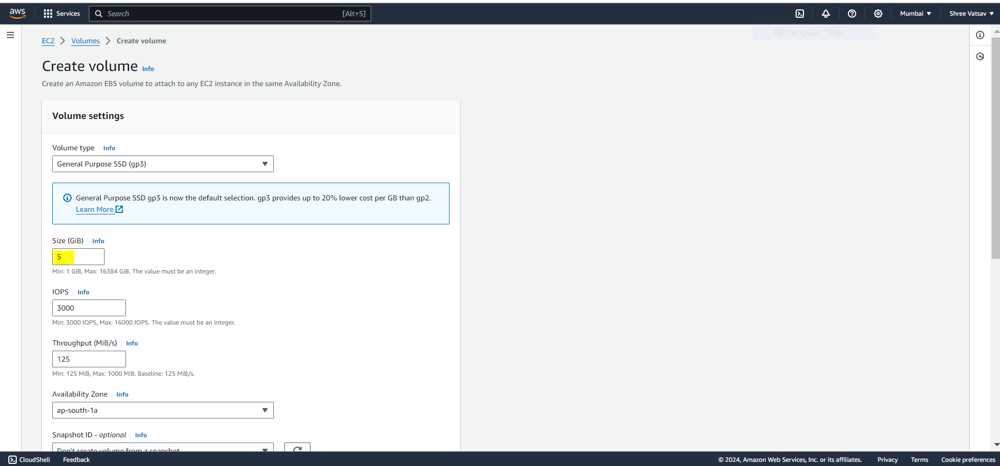 aws Services Search [Alt+S] Mumbai Shree Vatsav
Rectangular Snip
EC2 Volumes Create volume
Create volume Info
Create an Amazon EBS volume to attach to any EC2 instance in the same Availability Zone.
Volume settings
Volume type Info
General Purpose SSD (gp3)
General Purpose SSD gp3 is now the default selection. gp3 provides up to 20% lower cost per GB than gp2.
Learn More
Size (GiB) Info
5
Min: 1 GiB, Max: 16384 GiB. The value must be an integer.
IOPS Info
3000
Min: 3000 IOPS, Max: 16000 IOPS. The value must be an integer.
Throughput (MiB/s) Info
125
Min: 125 MiB, Max: 1000 MiB. Baseline: 125 MiB/s.
Availability Zone Info
ap-south-1a
Snapshot ID - optional Info
Don't create volume from a snapshot
CloudShell Feedback © 2024, Amazon Web Services, Inc. or its affiliates. Privacy Terms Cookie preferences